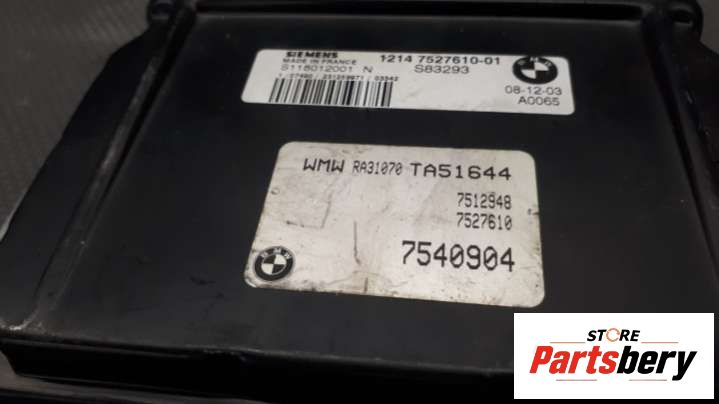 SIEMENS
MADE IN FRANCE
S118012001 N
1214 7527610-01
S83293
08-12-03
A0065
WMW RA31070 TA51644
7512948
7527610
7540904
BMW
STORE
Partsbery